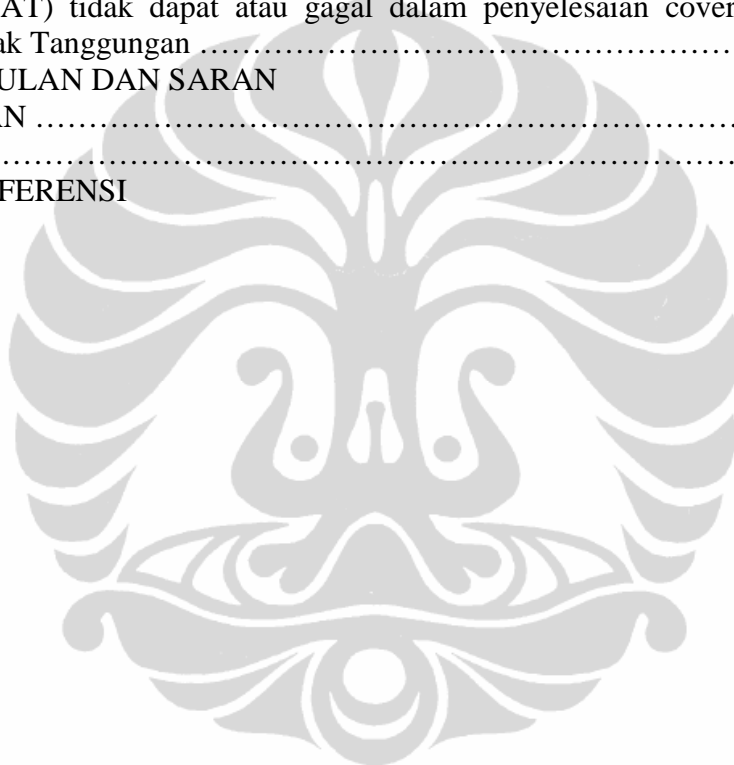 AT) tidak dapat atau gagal dalam penyelesaian cover
ak Tanggungan ………………………………………………
ULAN DAN SARAN
AN ……………………………………………………………
………………………………………………………………
FERENSI